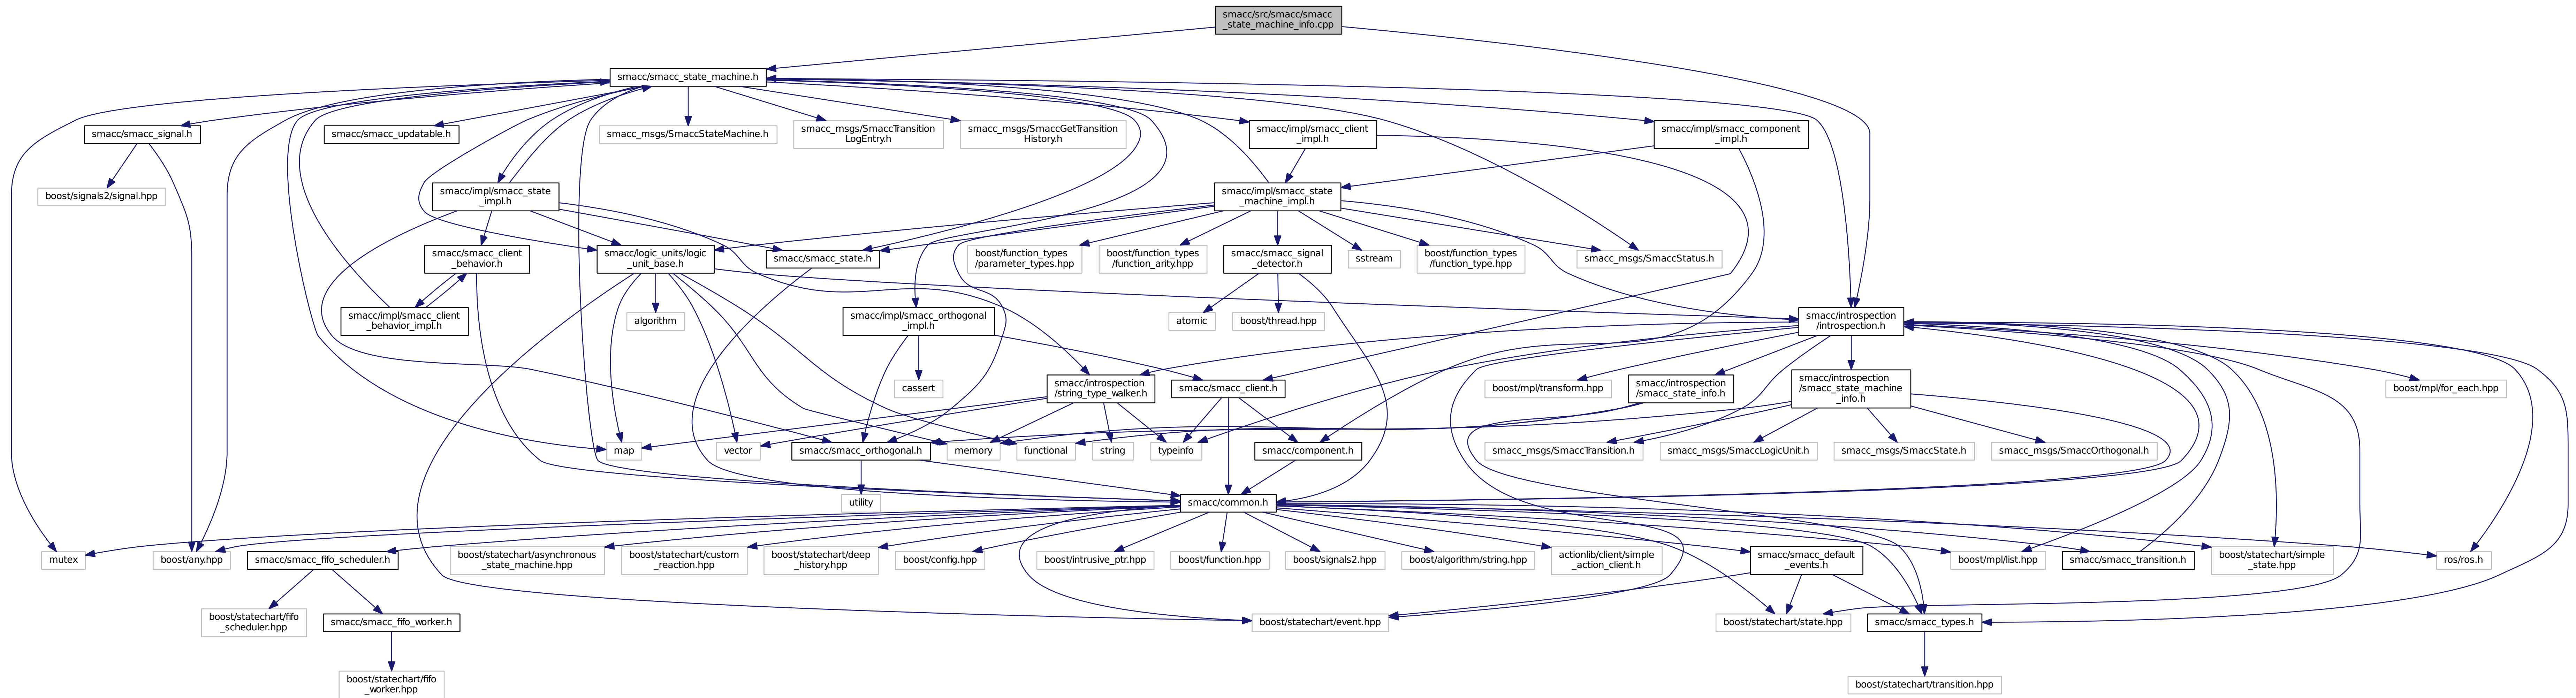 smacc/src/smacc/smacc
_state_machine_info.cpp
smacc/smacc_state_machine.h
smacc/smacc_signal.h
smacc/smacc_updatable.h
smacc_msgs/SmaccStateMachine.h
smacc_msgs/SmaccTransition
LogEntry.h
smacc_msgs/SmaccGetTransition
History.h
smacc/impl/smacc_client
_impl.h
smacc/impl/smacc_component
_impl.h
boost/signals2/signal.hpp
smacc/impl/smacc_state
_impl.h
smacc/impl/smacc_state
_machine_impl.h
smacc/smacc_client
_behavior.h
smacc/logic_units/logic
_unit_base.h
smacc/smacc_state.h
boost/function_types
/parameter_types.hpp
boost/function_types
/function_arity.hpp
smacc/smacc_signal
_detector.h
sstream
boost/function_types
/function_type.hpp
smacc_msgs/SmaccStatus.h
smacc/impl/smacc_client
_behavior_impl.h
algorithm
smacc/impl/smacc_orthogonal
_impl.h
atomic
boost/thread.hpp
smacc/introspection
/introspection.h
cassert
smacc/introspection
/string_type_walker.h
smacc/smacc_client.h
boost/mpl/transform.hpp
smacc/introspection
/smacc_state_info.h
smacc/introspection
/smacc_state_machine
_info.h
boost/mpl/for_each.hpp
map
vector
smacc/smacc_orthogonal.h
memory
functional
string
typeinfo
smacc/component.h
smacc_msgs/SmaccTransition.h
smacc_msgs/SmaccLogicUnit.h
smacc_msgs/SmaccState.h
smacc_msgs/SmaccOrthogonal.h
utility
smacc/common.h
mutex
boost/any.hpp
smacc/smacc_fifo_scheduler.h
boost/statechart/asynchronous
_state_machine.hpp
boost/statechart/custom
_reaction.hpp
boost/statechart/deep
_history.hpp
boost/config.hpp
boost/intrusive_ptr.hpp
boost/function.hpp
boost/signals2.hpp
boost/algorithm/string.hpp
actionlib/client/simple
_action_client.h
smacc/smacc_default
_events.h
boost/mpl/list.hpp
smacc/smacc_transition.h
boost/statechart/simple
_state.hpp
ros/ros.h
boost/statechart/fifo
_scheduler.hpp
smacc/smacc_fifo_worker.h
boost/statechart/event.hpp
boost/statechart/state.hpp
smacc/smacc_types.h
boost/statechart/fifo
_worker.hpp
boost/statechart/transition.hpp